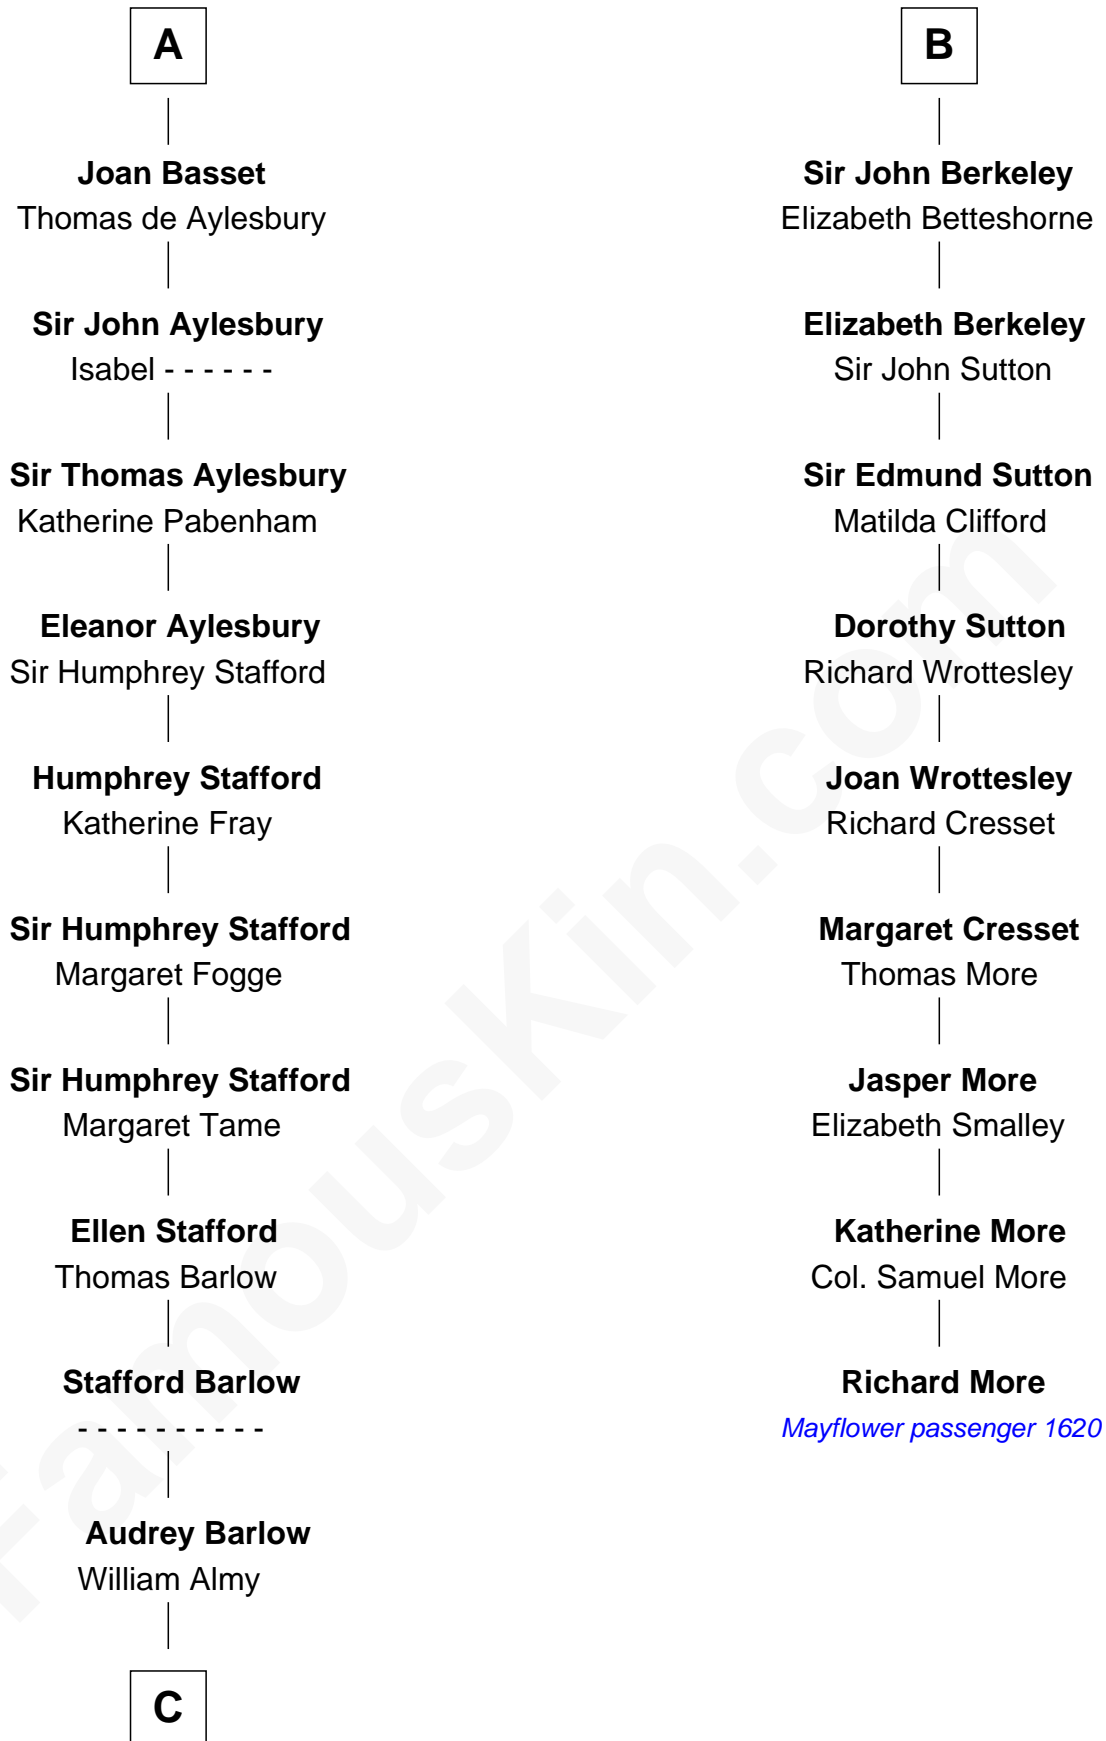 A
Joan Basset
Thomas de Aylesbury
Sir John Aylesbury
Isabel - - - - - -
Sir Thomas Aylesbury
Katherine Pabenham
Eleanor Aylesbury
Sir Humphrey Stafford
Humphrey Stafford
Katherine Fray
Sir Humphrey Stafford
Margaret Fogge
Sir Humphrey Stafford
Margaret Tame
Ellen Stafford
Thomas Barlow
Stafford Barlow
- - - - - - - - - -
Audrey Barlow
William Almy
C
B
Sir John Berkeley
Elizabeth Betteshorne
Elizabeth Berkeley
Sir John Sutton
Sir Edmund Sutton
Matilda Clifford
Dorothy Sutton
Richard Wrottesley
Joan Wrottesley
Richard Cresset
Margaret Cresset
Thomas More
Jasper More
Elizabeth Smalley
Katherine More
Col. Samuel More
Richard More
Mayflower passenger 1620
FamousKin.com